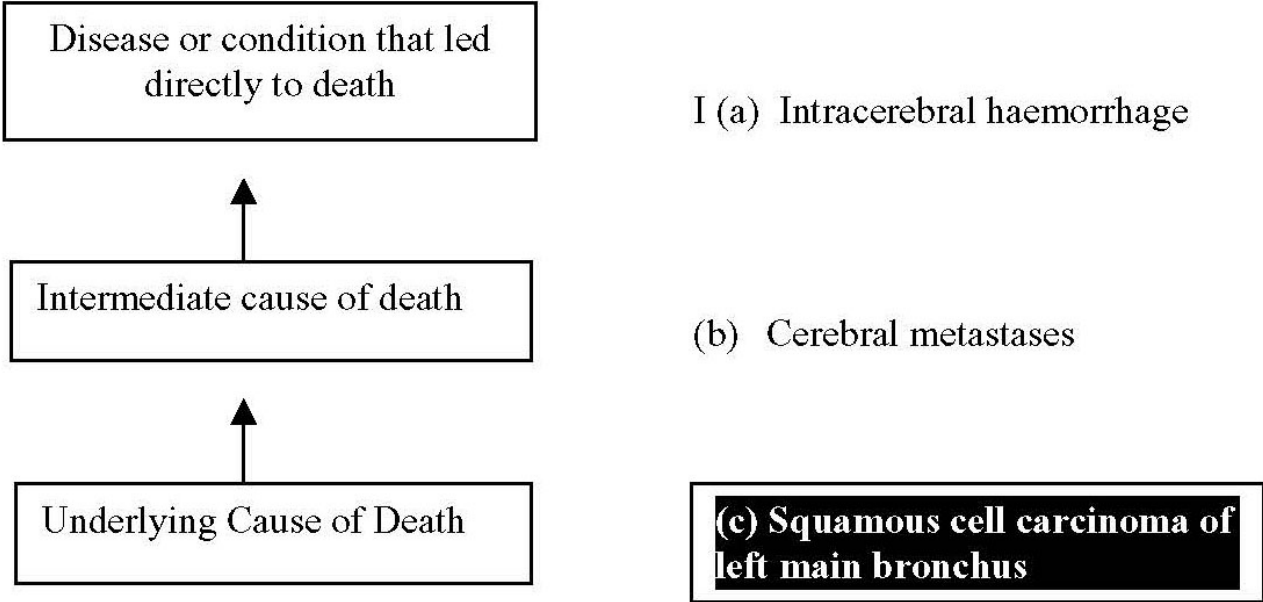 Disease or condition that led
directly to death
I (a) Intracerebral haemorrhage
Intermediate cause of death
(b) Cerebral metastases
Underlying Cause of Death
(c) Squamous cell carcinoma of
left main bronchus